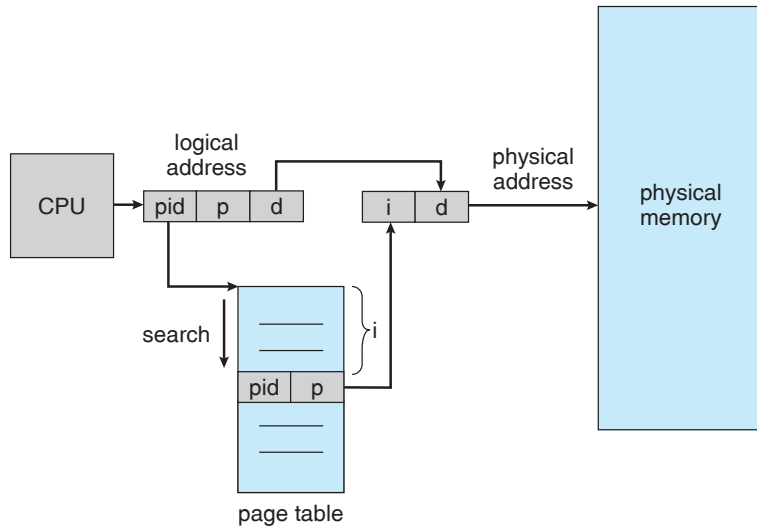 logical
address
physical
address
CPU
pid p d
i d
physical
memory
search
i
pid p
page table